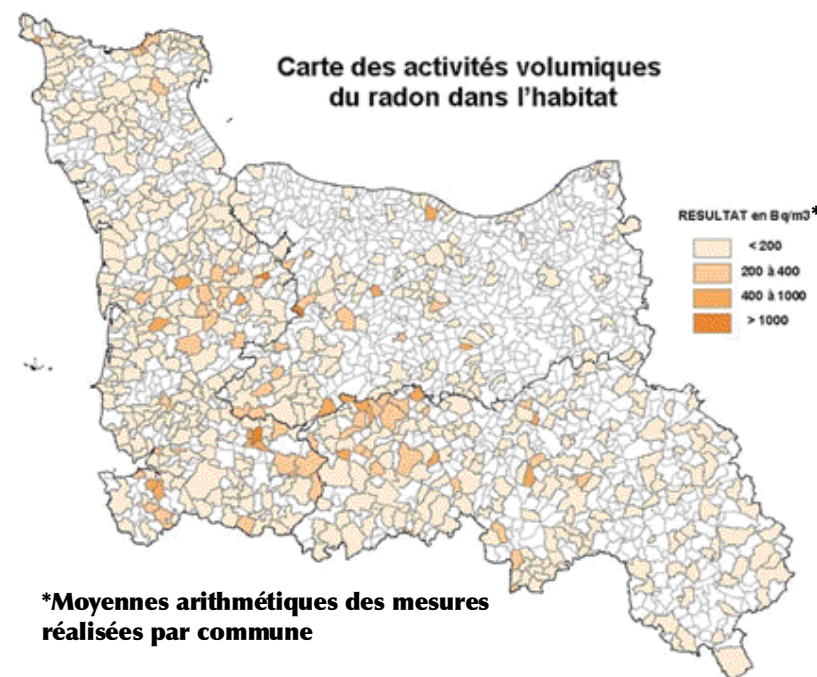 Carte des activités volumiques
du radon dans l'habitat
RESULTAT en Bq/m3*
< 200
200 à 400
400 à 1000
> 1000
*Moyennes arithmétiques des mesures
réalisées par commune